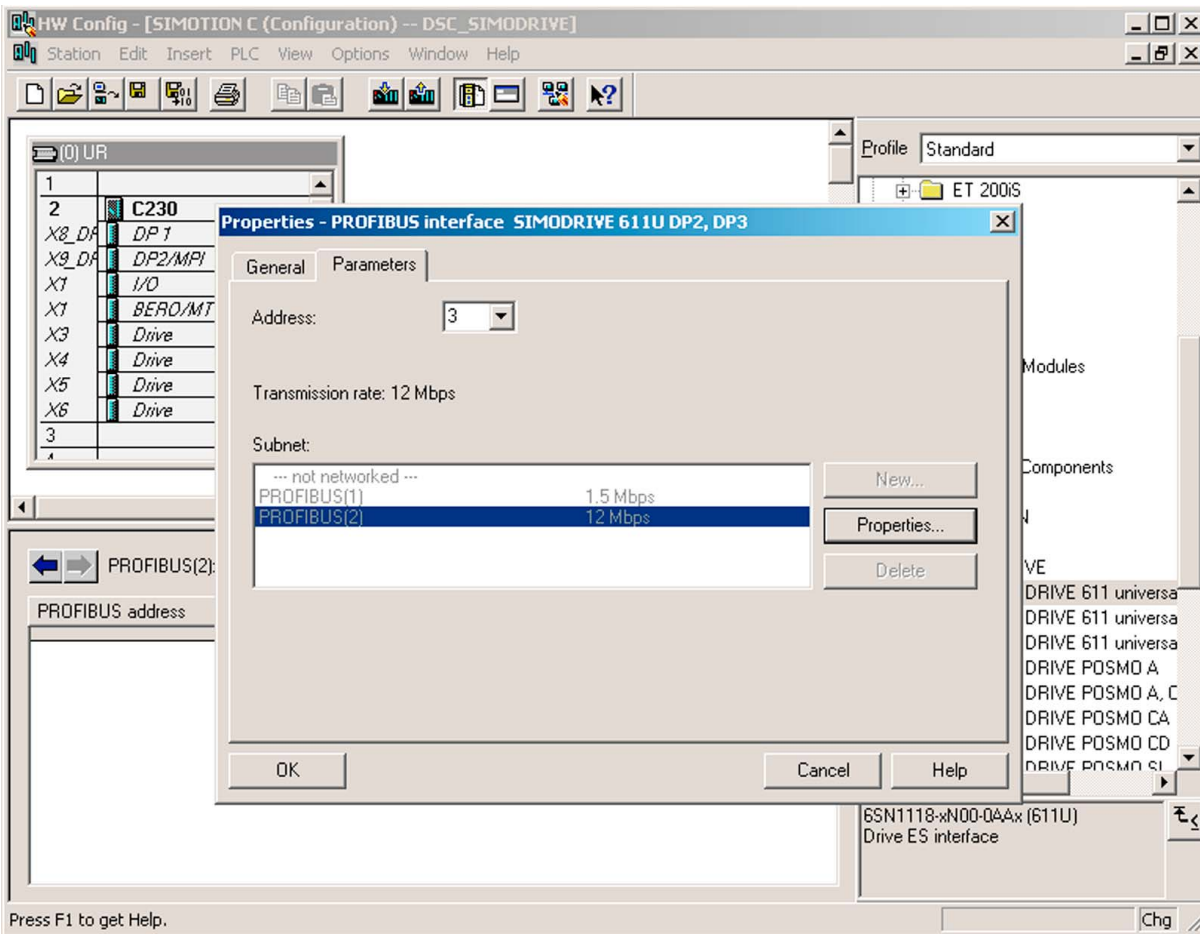 HW Config - [SIMOTION C (Configuration) -- DSC_SIMODRIVE]
Station Edit Insert PLC View Options Window Help
(0) UR
1
2 C230
X8_DP DP 1
X9_DP DP2/MPI
X1 I/O
X1 BERO/MT
X3 Drive
X4 Drive
X5 Drive
X6 Drive
3
4
Profile Standard
ET 200iS
Modules
Components
N
VE
DRIVE 611 universa
DRIVE 611 universa
DRIVE 611 universa
DRIVE POSMO A
DRIVE POSMO A, C
DRIVE POSMO CA
DRIVE POSMO CD
DRIVE POSMO SI
Properties - PROFIBUS interface SIMODRIVE 611U DP2, DP3
General Parameters
Address: 3
Transmission rate: 12 Mbps
Subnet:
--- not networked ---
PROFIBUS(1) 1.5 Mbps
PROFIBUS(2) 12 Mbps
New...
Properties...
Delete
OK Cancel Help
PROFIBUS(2):
PROFIBUS address
6SN1118-xN00-0AAx (611U)
Drive ES interface
Press F1 to get Help.
Chg